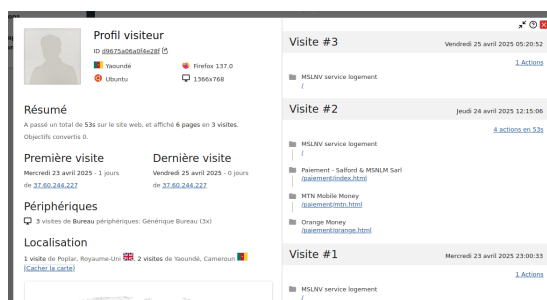 Profil visiteur
ID d9675a06a0f4e28f
Yaoundé
Firefox 137.0
Ubuntu
1366x768
Résumé
A passé un total de 53s sur le site web, et affiché 6 pages en 3 visites.
Objectifs convertis 0.
Première visite
Mercredi 23 avril 2025 - 1 jours
de 37.60.244.227
Dernière visite
Vendredi 25 avril 2025 - 0 jours
de 37.60.244.227
Périphériques
3 visites de Bureau périphériques: Générique Bureau (3x)
Localisation
1 visite de Poplar, Royaume-Uni , 2 visites de Yaoundé, Cameroun
(Cacher la carte)
Visite #3
Vendredi 25 avril 2025 05:20:52
1 Actions
MSLNV service logement
/
Visite #2
Jeudi 24 avril 2025 12:15:06
4 actions en 53s
MSLNV service logement
/
Paiement - Salford & MSNLM Sarl
/paiement/index.html
MTN Mobile Money
/paiement/mtn.html
Orange Money
/paiement/orange.html
Visite #1
Mercredi 23 avril 2025 23:00:33
1 Actions
MSLNV service logement
/